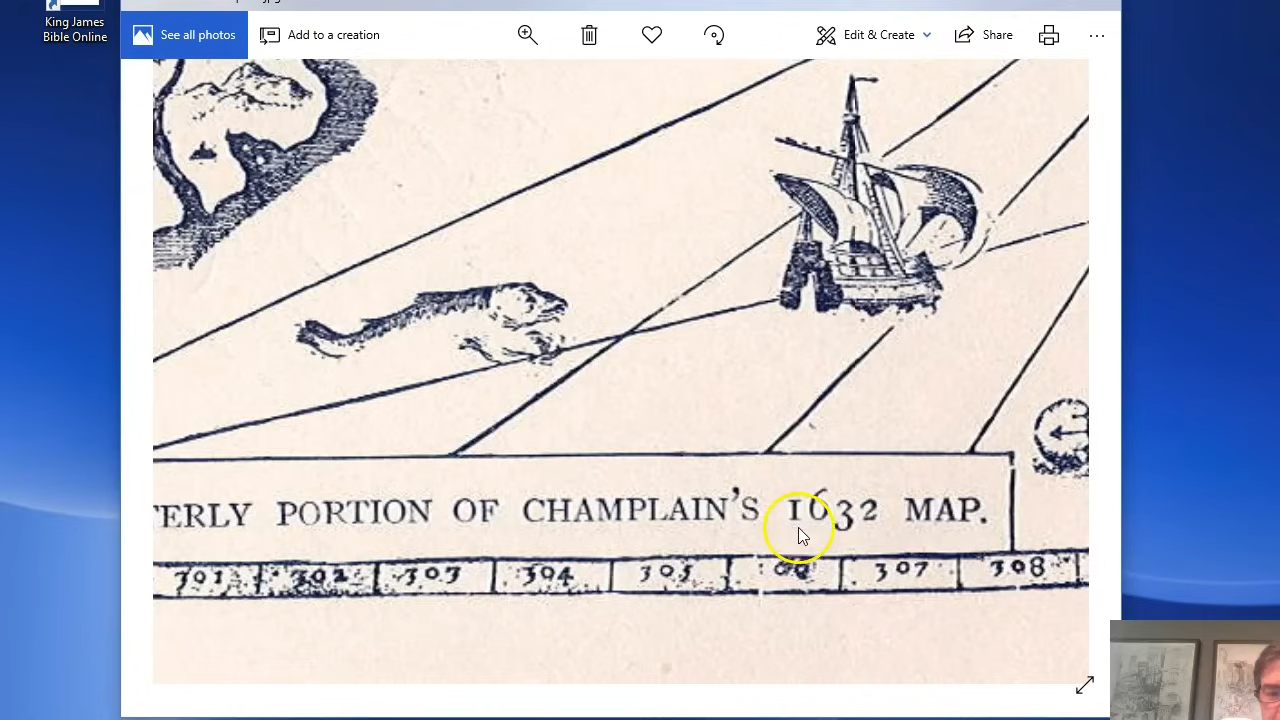 King James
Bible Online
See all photos
Add to a creation
Edit & Create
Share
TERLY PORTION OF CHAMPLAIN'S 1632 MAP.
301 302 303 304 305 307 308